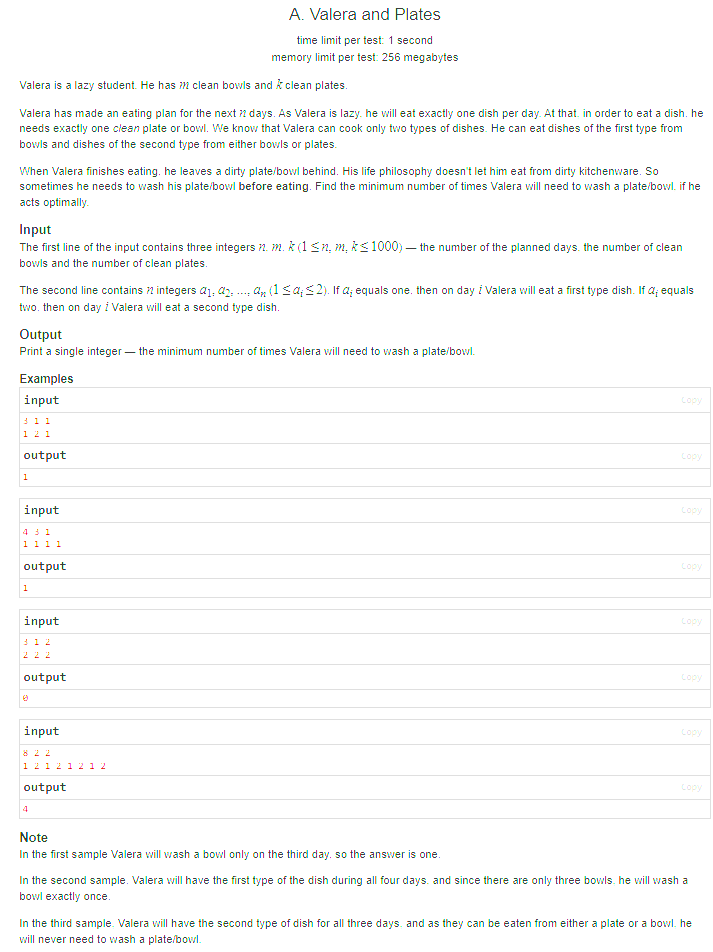 A. Valera and Plates
time limit per test: 1 second
memory limit per test: 256 megabytes
Valera is a lazy student. He has m clean bowls and k clean plates.
Valera has made an eating plan for the next n days. As Valera is lazy, he will eat exactly one dish per day. At that, in order to eat a dish, he
needs exactly one clean plate or bowl. We know that Valera can cook only two types of dishes. He can eat dishes of the first type from
bowls and dishes of the second type from either bowls or plates.
When Valera finishes eating, he leaves a dirty plate/bowl behind. His life philosophy doesn't let him eat from dirty kitchenware. So
sometimes he needs to wash his plate/bowl before eating. Find the minimum number of times Valera will need to wash a plate/bowl, if he
acts optimally.
Input
The first line of the input contains three integers n, m, k (1 ≤ n, m, k ≤ 1000) — the number of the planned days, the number of clean
bowls and the number of clean plates.
The second line contains n integers a1, a2, ..., an (1 ≤ ai ≤ 2). If ai equals one, then on day i Valera will eat a first type dish. If ai equals
two, then on day i Valera will eat a second type dish.
Output
Print a single integer — the minimum number of times Valera will need to wash a plate/bowl.
Examples
input Copy
3 1 1
1 2 1
output Copy
1
input Copy
4 3 1
1 1 1 1
output Copy
1
input Copy
3 1 2
2 2 2
output Copy
0
input Copy
8 2 2
1 2 1 2 1 2 1 2
output Copy
4
Note
In the first sample Valera will wash a bowl only on the third day, so the answer is one.
In the second sample, Valera will have the first type of the dish during all four days, and since there are only three bowls, he will wash a
bowl exactly once.
In the third sample, Valera will have the second type of dish for all three days, and as they can be eaten from either a plate or a bowl, he
will never need to wash a plate/bowl.